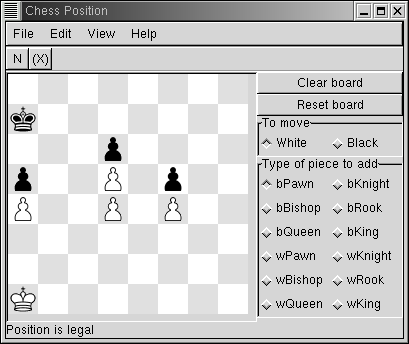 Chess Position
File Edit View Help
N (X)
Clear board
Reset board
To move
White Black
Type of piece to add
bPawn bKnight
bBishop bRook
bQueen bKing
wPawn wKnight
wBishop wRook
wQueen wKing
Position is legal